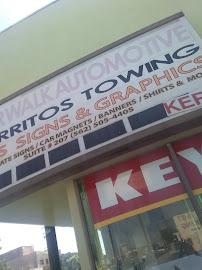 RWALK AUTOMOTIVE
RRITOS TOWING
S SIGNS & GRAPHICS
ATE SIGNS / CAR MAGNETS / BANNERS / SHIRTS & MO
SUITE # 207 (562) 505-4405
KEY